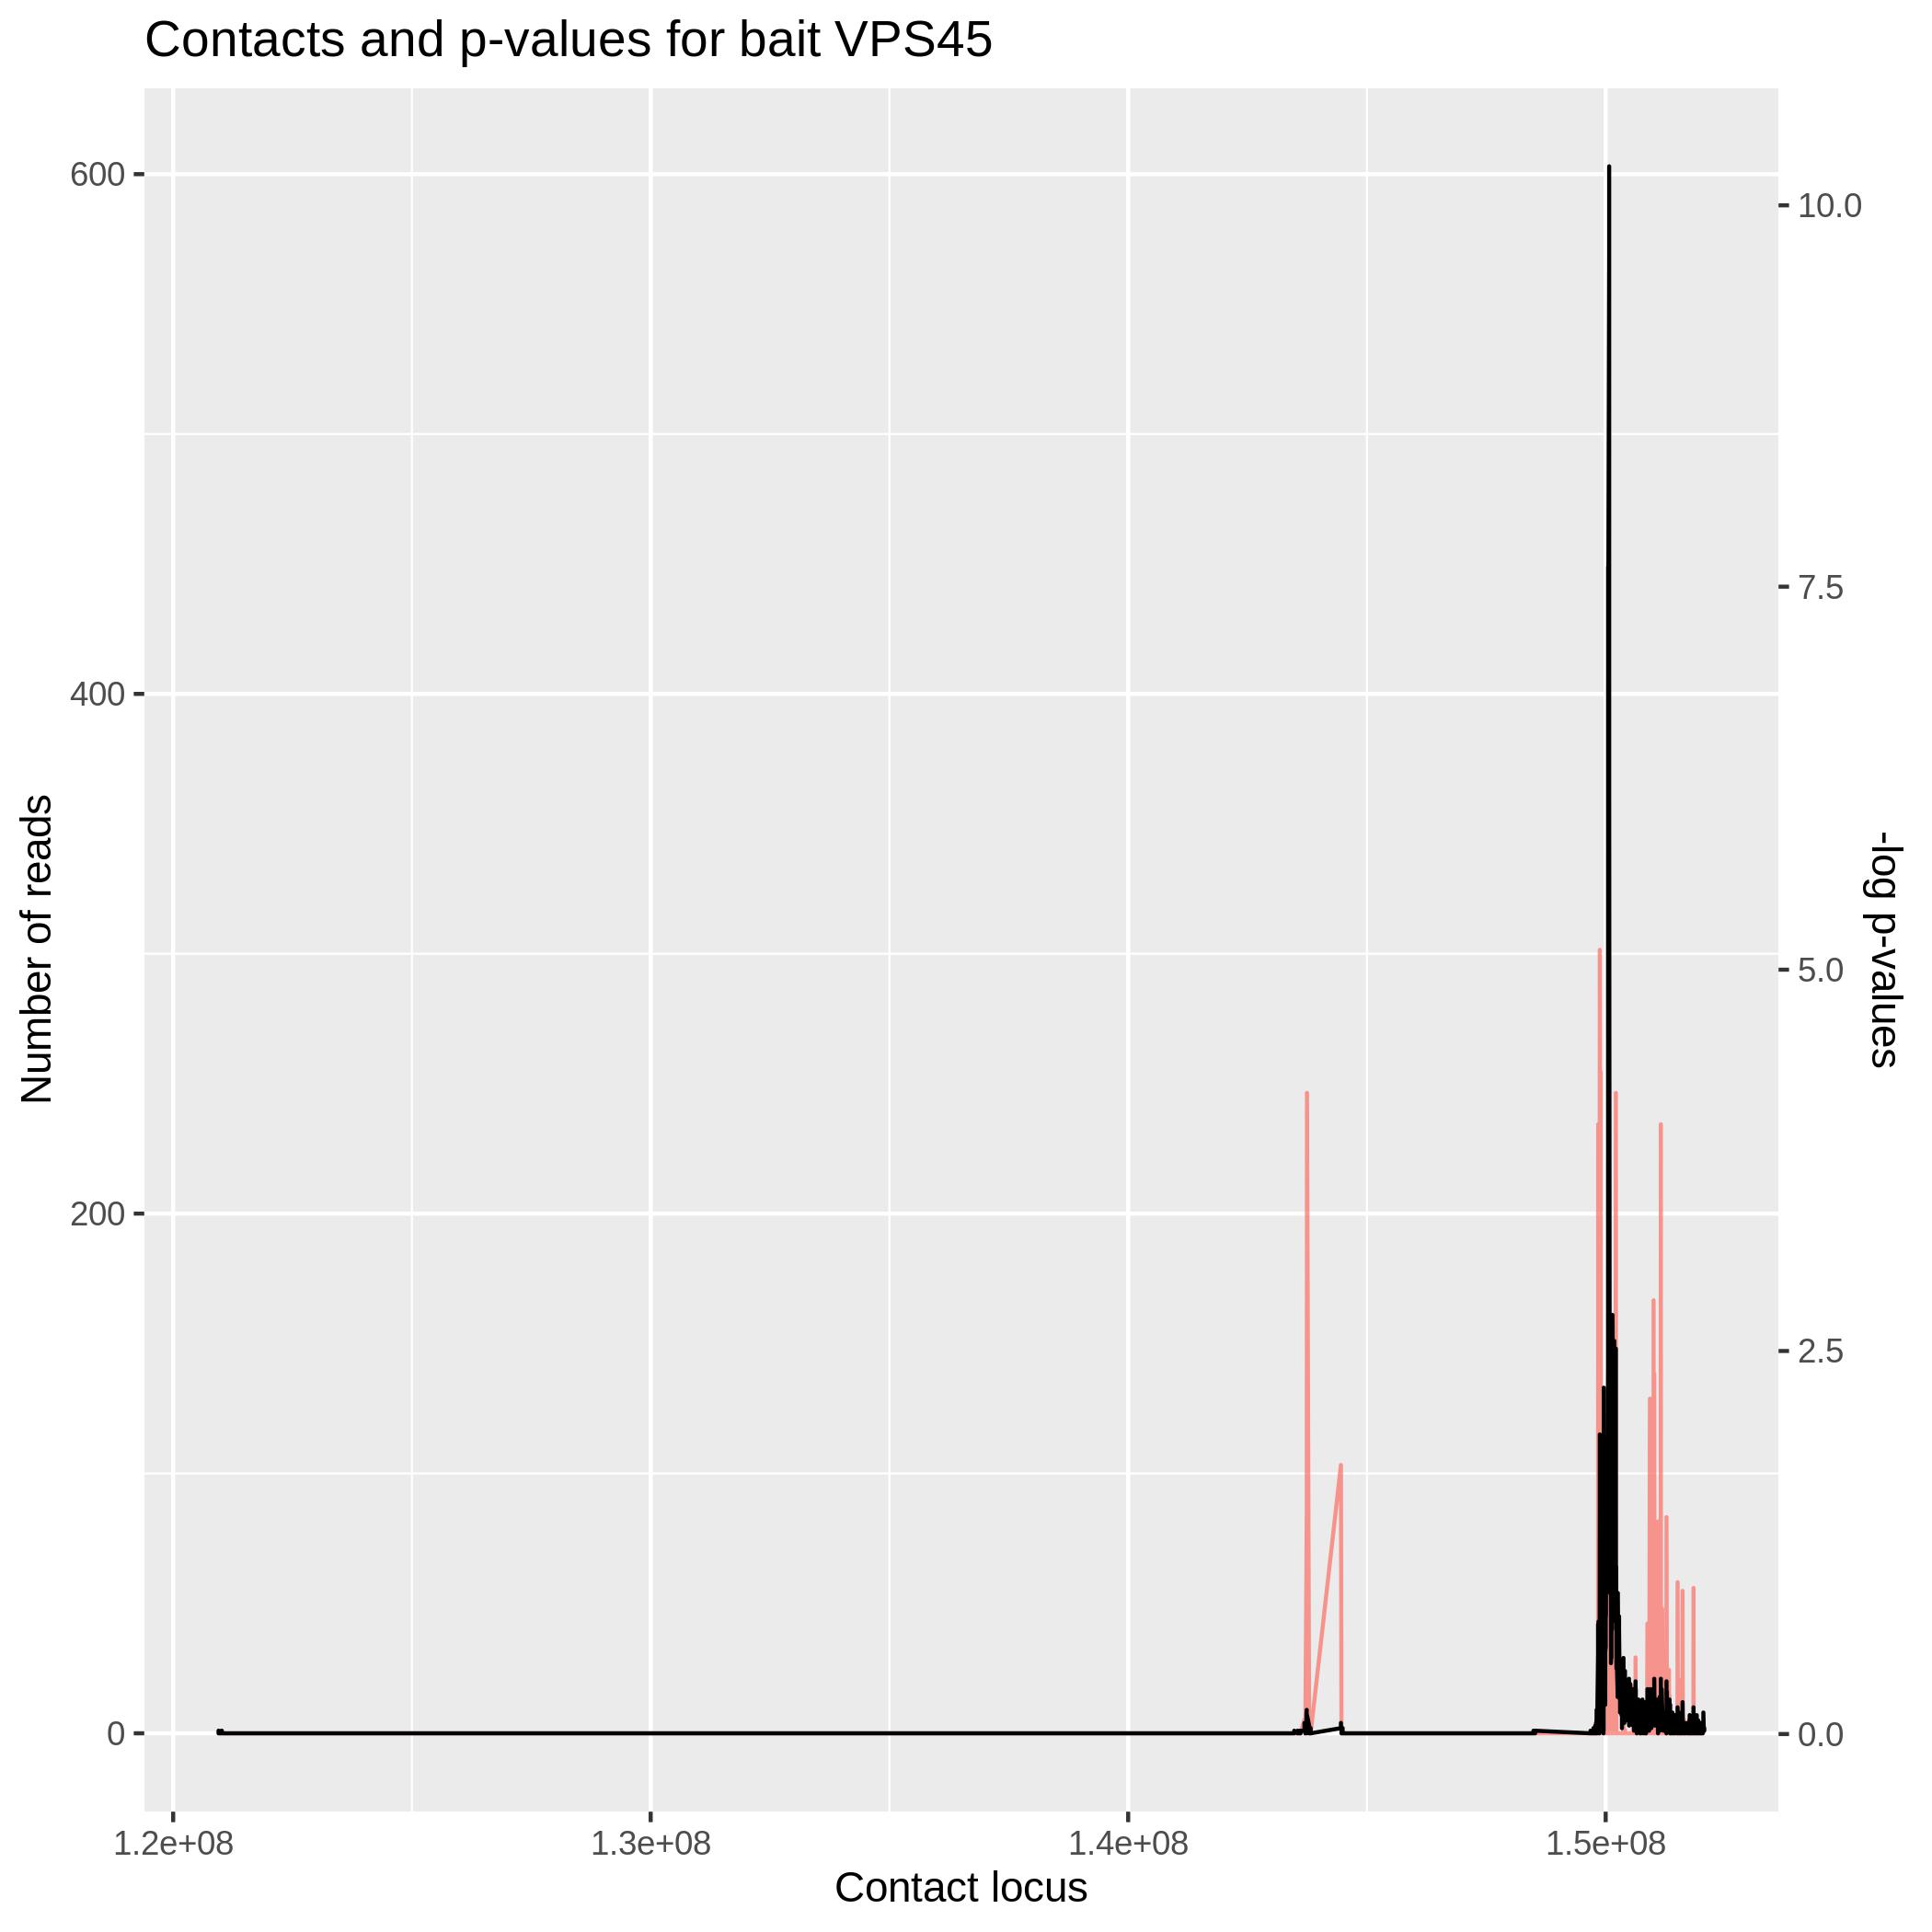 Contacts and p-values for bait VPS45
600
400
200
0
Number of reads
10.0
7.5
5.0
2.5
0.0
-log p-values
1.2e+08
1.3e+08
1.4e+08
1.5e+08
Contact locus